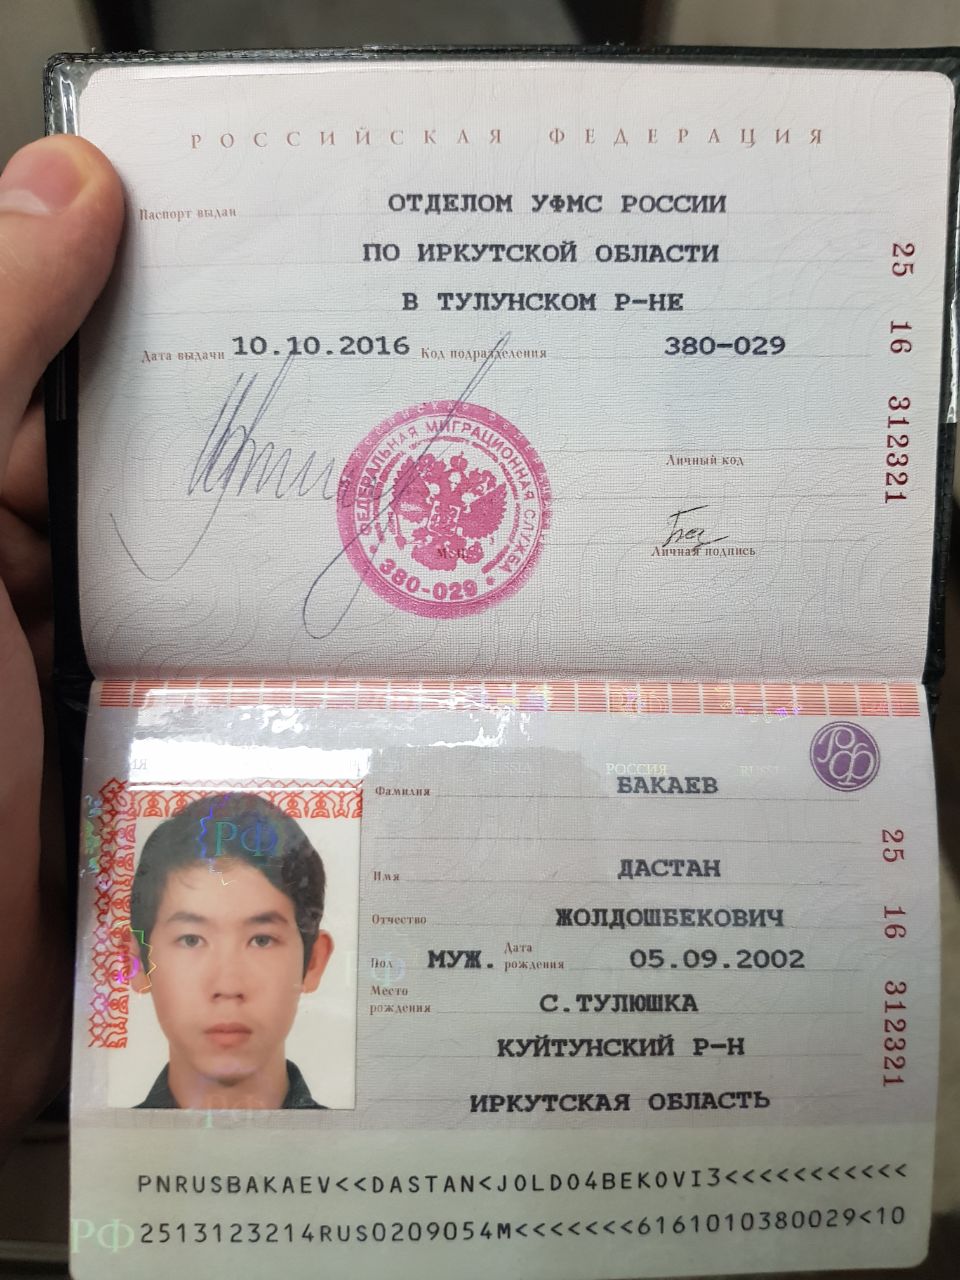 РОССИЙСКАЯ ФЕДЕРАЦИЯ
Паспорт выдан ОТДЕЛОМ УФМС РОССИИ
ПО ИРКУТСКОЙ ОБЛАСТИ
В ТУЛУНСКОМ Р-НЕ
Дата выдачи 10.10.2016 Код подразделения 380-029
25 16 312321
ФЕДЕРАЛЬНАЯ МИГРАЦИОННАЯ СЛУЖБА
380-029
Личный код
Личная подпись
РОССИЯ
РФ
Фамилия БАКАЕВ
Имя ДАСТАН
Отчество ЖОЛДОШБЕКОВИЧ
Пол МУЖ. Дата рождения 05.09.2002
Место рождения С.ТУЛЮШКА
КУЙТУНСКИЙ Р-Н
ИРКУТСКАЯ ОБЛАСТЬ
25 16 312321
РФ
PNRUSBAKAEV<<DASTAN<JOLDO4BEKOVI3<<<<<<<<<<<
2513123214RUS0209054M<<<<<<<6161010380029<10
РФ